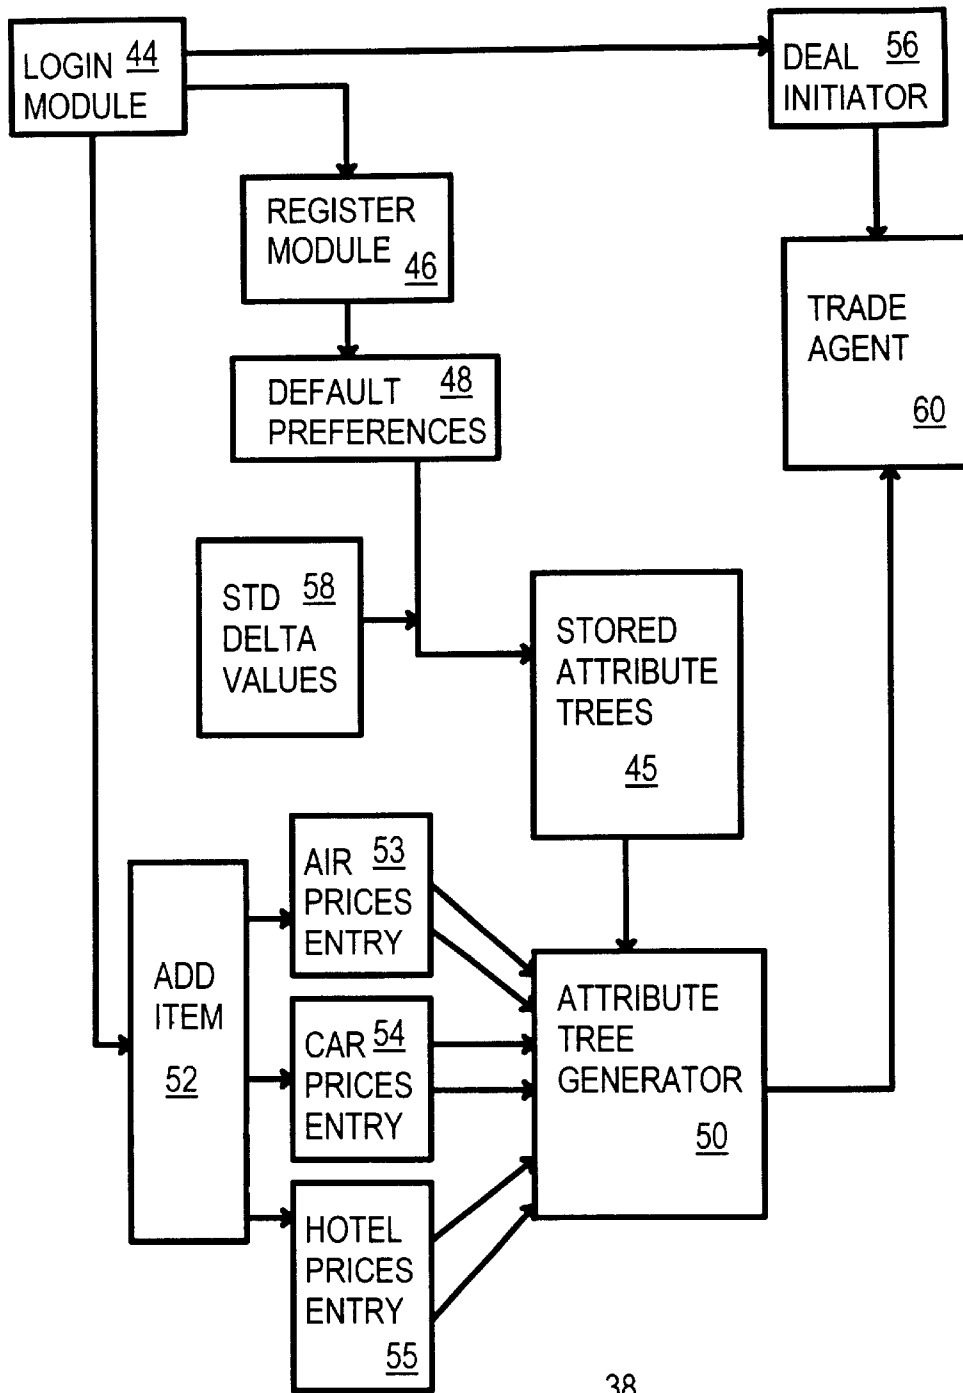 LOGIN 44
MODULE
DEAL 56
INITIATOR
REGISTER
MODULE
46
TRADE
AGENT
60
DEFAULT 48
PREFERENCES
STD 58
DELTA
VALUES
STORED
ATTRIBUTE
TREES
45
AIR 53
PRICES
ENTRY
ADD
ITEM
52
CAR 54
PRICES
ENTRY
ATTRIBUTE
TREE
GENERATOR
50
HOTEL
PRICES
ENTRY
55
38